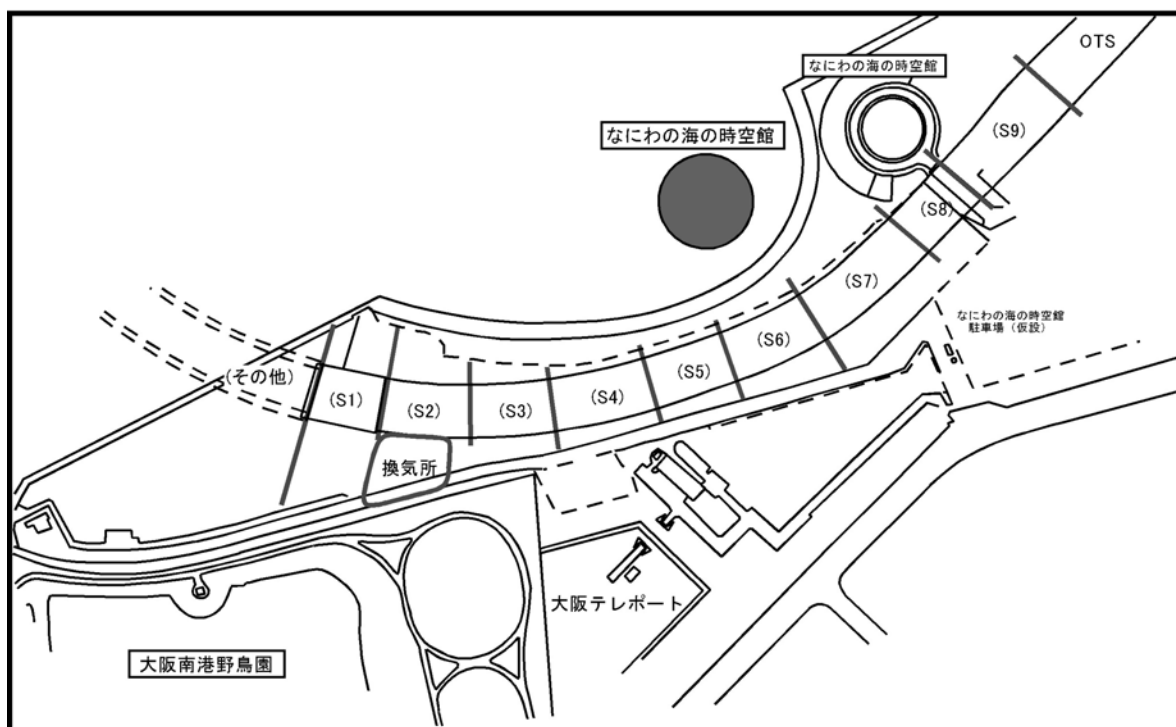 OTS
なにわの海の時空館
なにわの海の時空館
(S9)
(S8)
(S7)
なにわの海の時空館
駐車場(仮設)
(S6)
(S5)
(その他)
(S1)
(S2)
(S3)
(S4)
換気所
大阪テレポート
大阪南港野鳥園